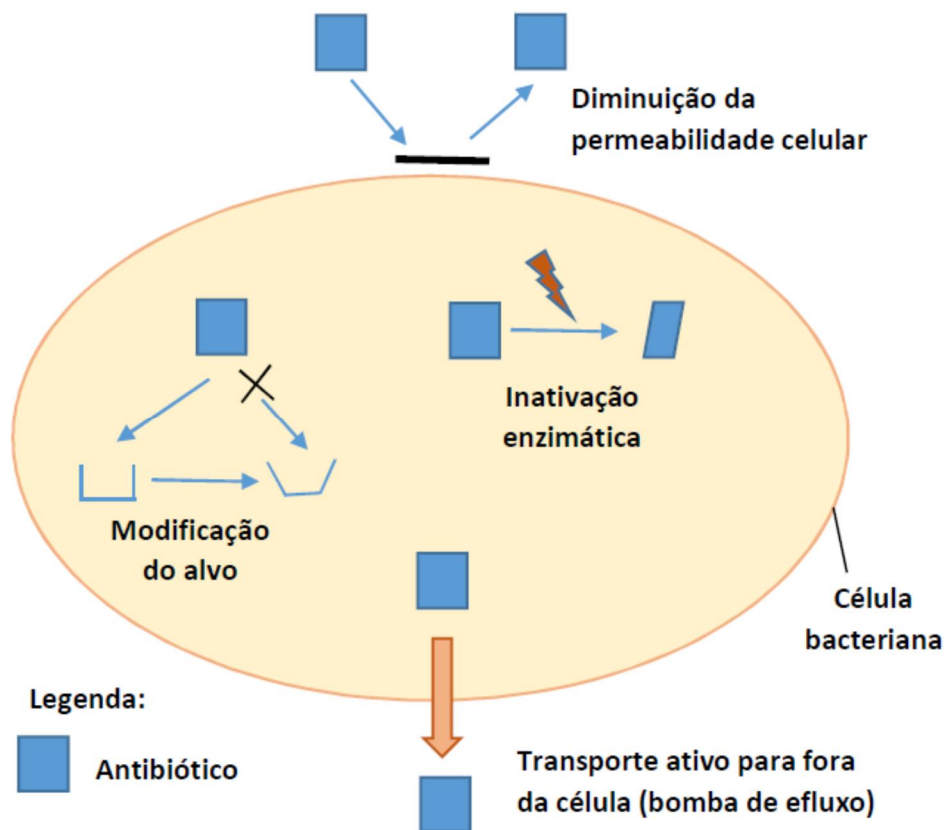 Diminuição da
permeabilidade celular
Inativação
enzimática
Modificação
do alvo
Célula
bacteriana
Legenda:
Antibiótico
Transporte ativo para fora
da célula (bomba de efluxo)